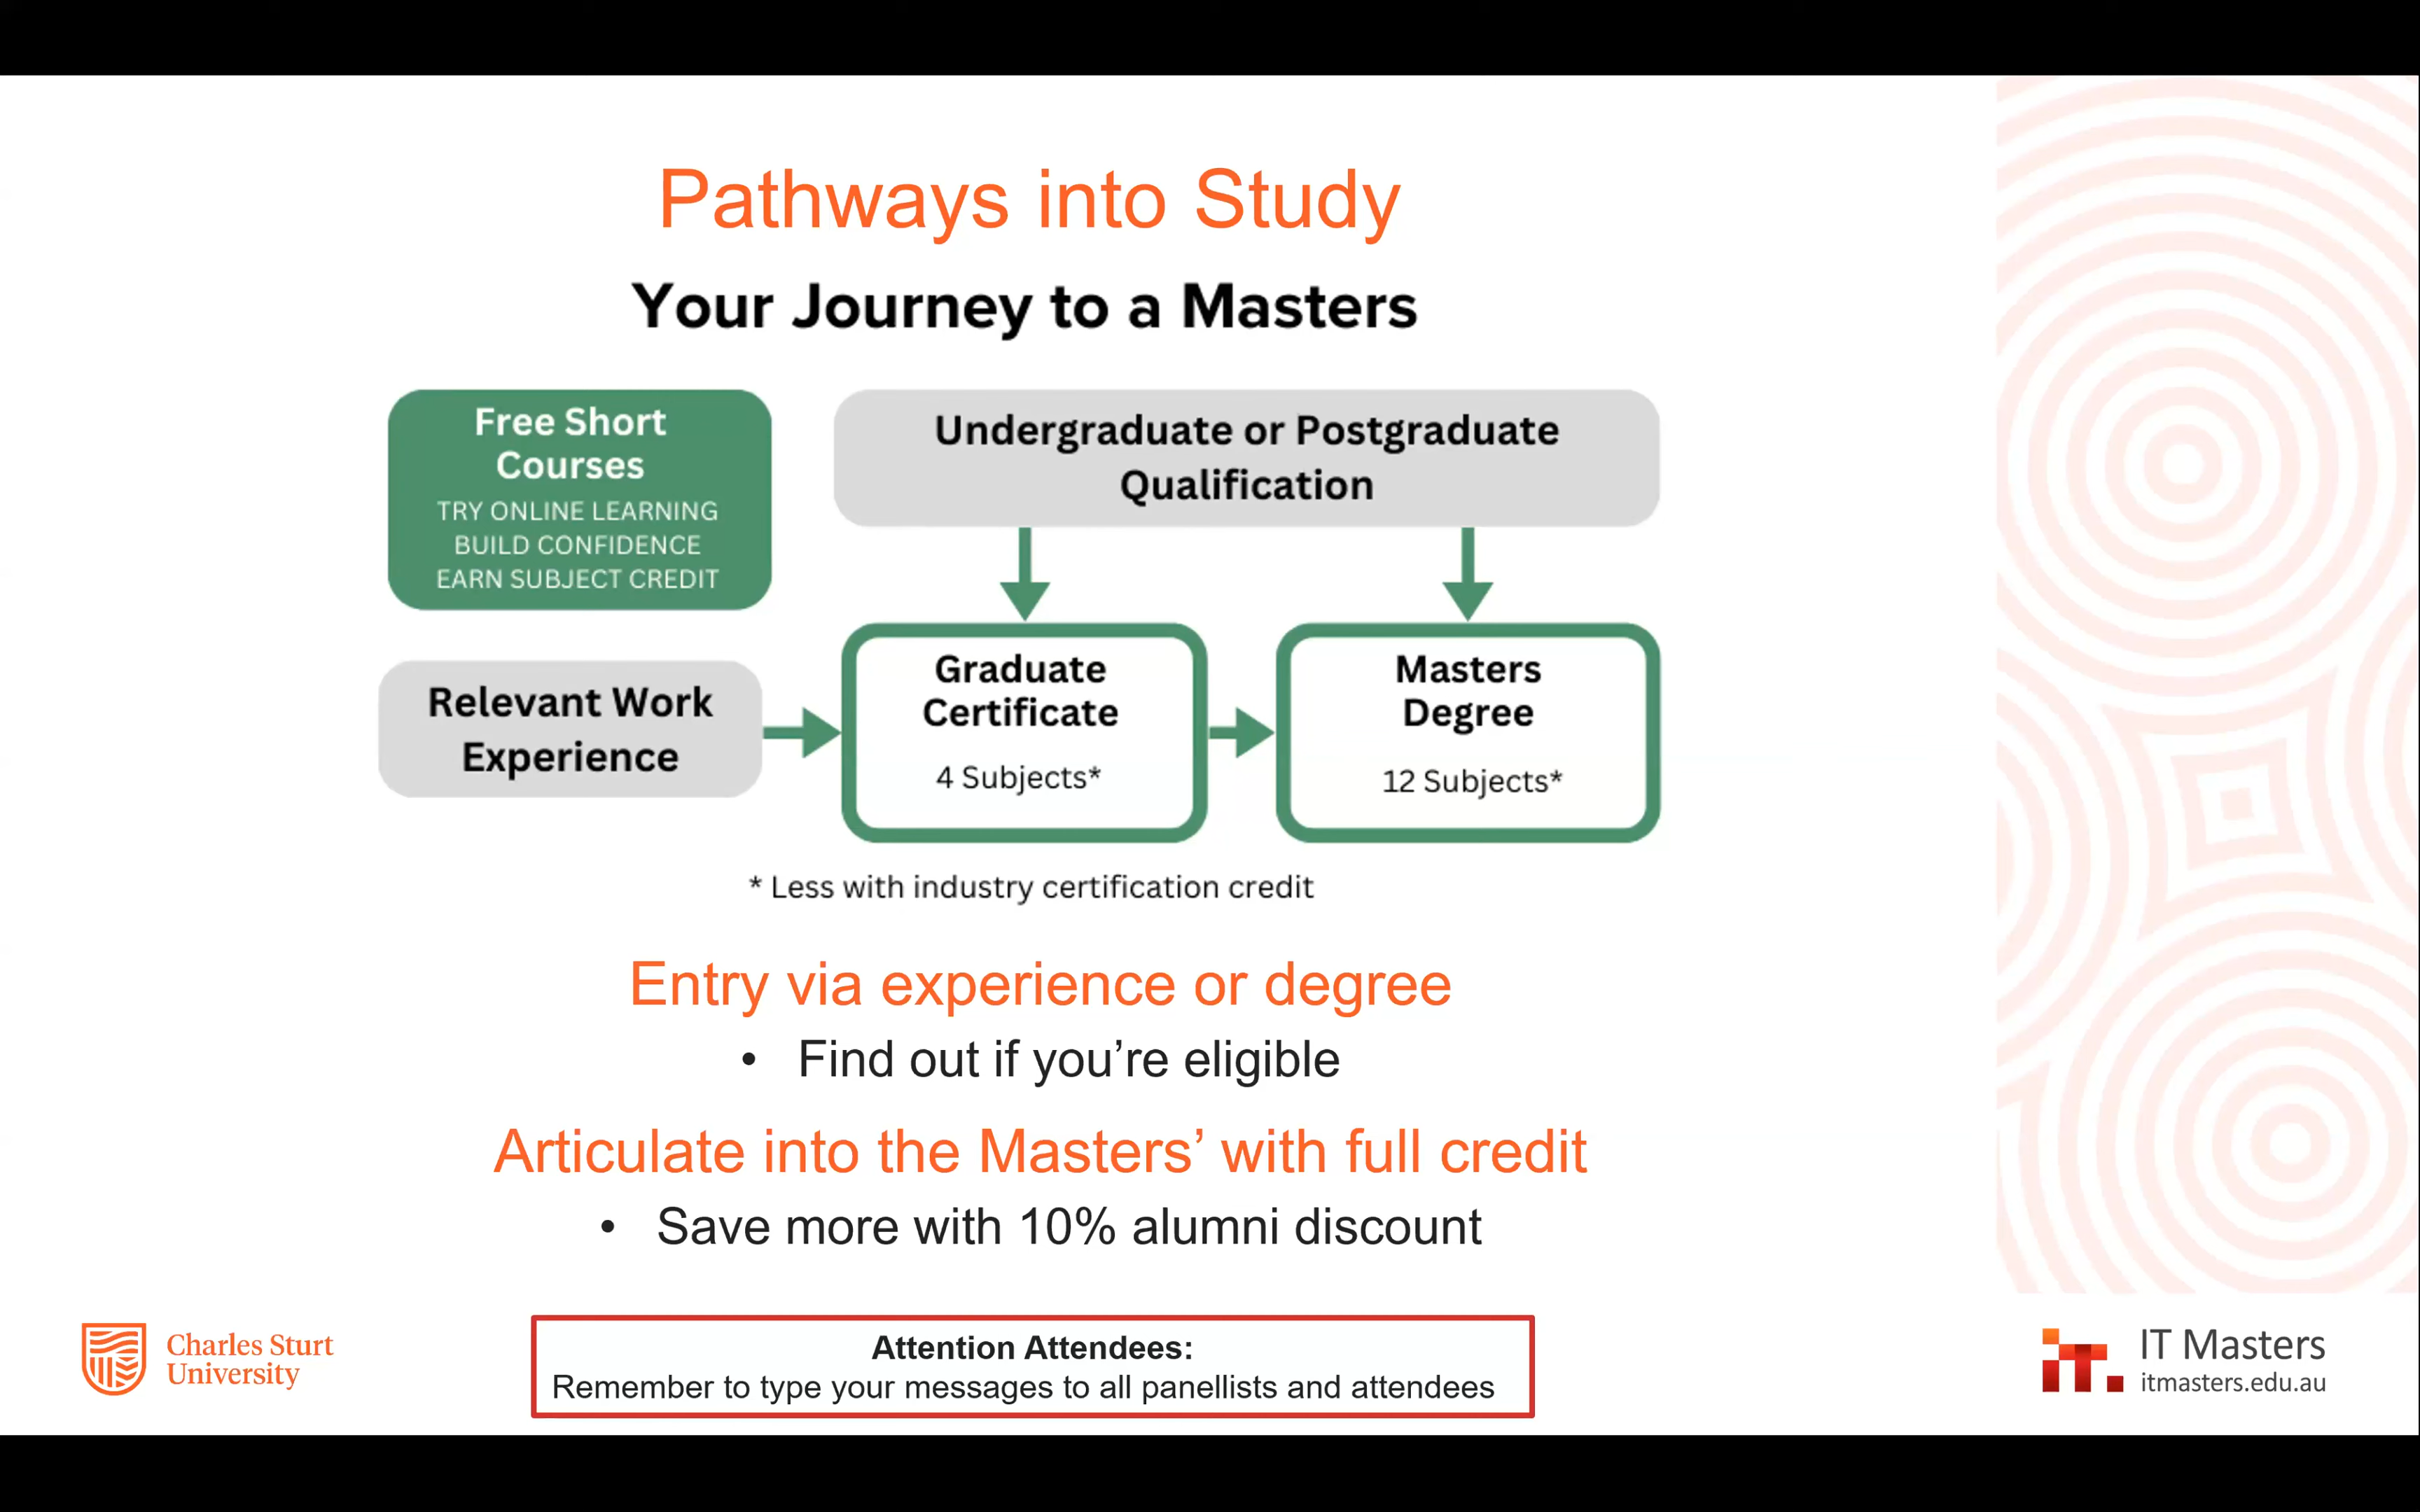 Pathways into Study
Your Journey to a Masters
Free Short
Courses
TRY ONLINE LEARNING
BUILD CONFIDENCE
EARN SUBJECT CREDIT
Undergraduate or Postgraduate
Qualification
Relevant Work
Experience
Graduate
Certificate
4 Subjects*
Masters
Degree
12 Subjects*
* Less with industry certification credit
Entry via experience or degree
• Find out if you’re eligible
Articulate into the Masters’ with full credit
• Save more with 10% alumni discount
Charles Sturt
University
Attention Attendees:
Remember to type your messages to all panellists and attendees
it.
IT Masters
itmasters.edu.au